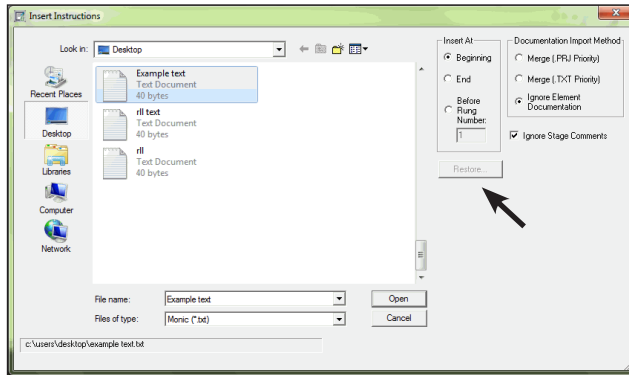 Insert Instructions
Look in:
Desktop
Recent Places
Desktop
Libraries
Computer
Network
Example text
Text Document
40 bytes
rll text
Text Document
40 bytes
rll
Text Document
40 bytes
File name:
Example text
Open
Files of type:
Monic (*.txt)
Cancel
c:\users\desktop\example text.txt
Insert At
Beginning
End
Before
Rung
Number:
1
Documentation Import Method
Merge (.PRJ Priority)
Merge (.TXT Priority)
Ignore Element
Documentation
Ignore Stage Comments
Restore...